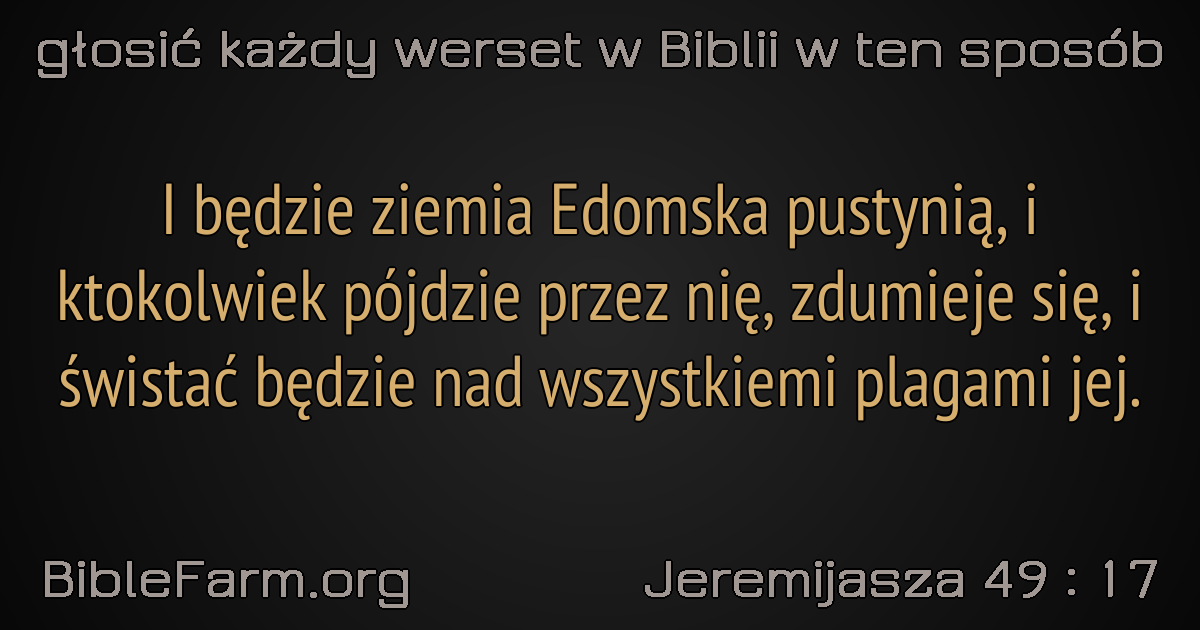 głosić każdy werset w Biblii w ten sposób
I będzie ziemia Edomska pustynią, i
ktokolwiek pójdzie przez nię, zdumieje się, i
świstać będzie nad wszystkiemi plagami jej.
BibleFarm.org
Jeremijasza 49 : 17